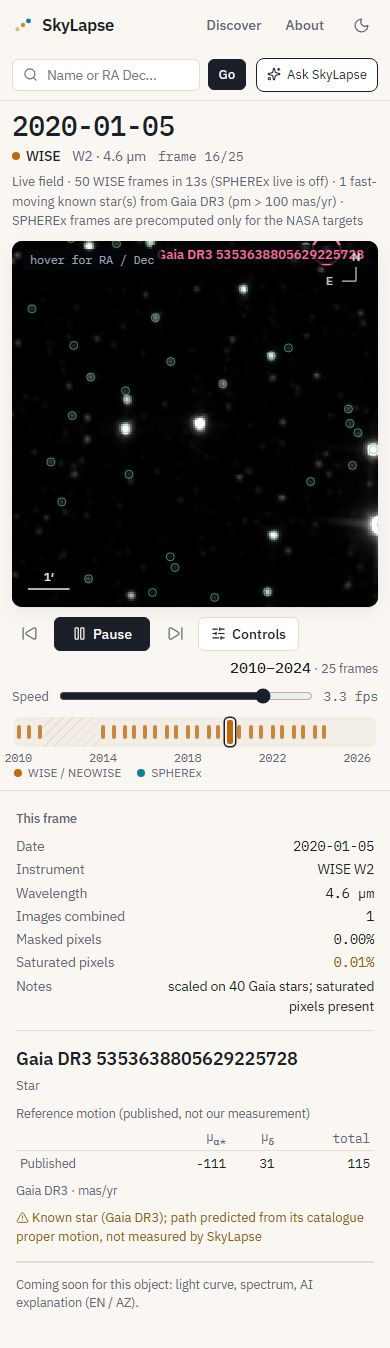 SkyLapse
Discover
About
Name or RA Dec...
Go
Ask SkyLapse
2020-01-05
WISE W2 · 4.6 µm frame 16/25
Live field · 50 WISE frames in 13s (SPHEREx live is off) · 1 fast-
moving known star(s) from Gaia DR3 (pm > 100 mas/yr) ·
SPHEREx frames are precomputed only for the NASA targets
hover for RA / Dec
Gaia DR3 5353638805629225728
N
E
1′
Pause
Controls
2010–2024 · 25 frames
Speed
3.3 fps
2010 2014 2018 2022 2026
WISE / NEOWISE
SPHEREx
This frame
Date 2020-01-05
Instrument WISE W2
Wavelength 4.6 µm
Images combined 1
Masked pixels 0.00%
Saturated pixels 0.01%
Notes scaled on 40 Gaia stars; saturated
pixels present
Gaia DR3 5353638805629225728
Star
Reference motion (published, not our measurement)
μα* μδ total
Published -111 31 115
Gaia DR3 · mas/yr
Known star (Gaia DR3); path predicted from its catalogue
proper motion, not measured by SkyLapse
Coming soon for this object: light curve, spectrum, AI
explanation (EN / AZ).